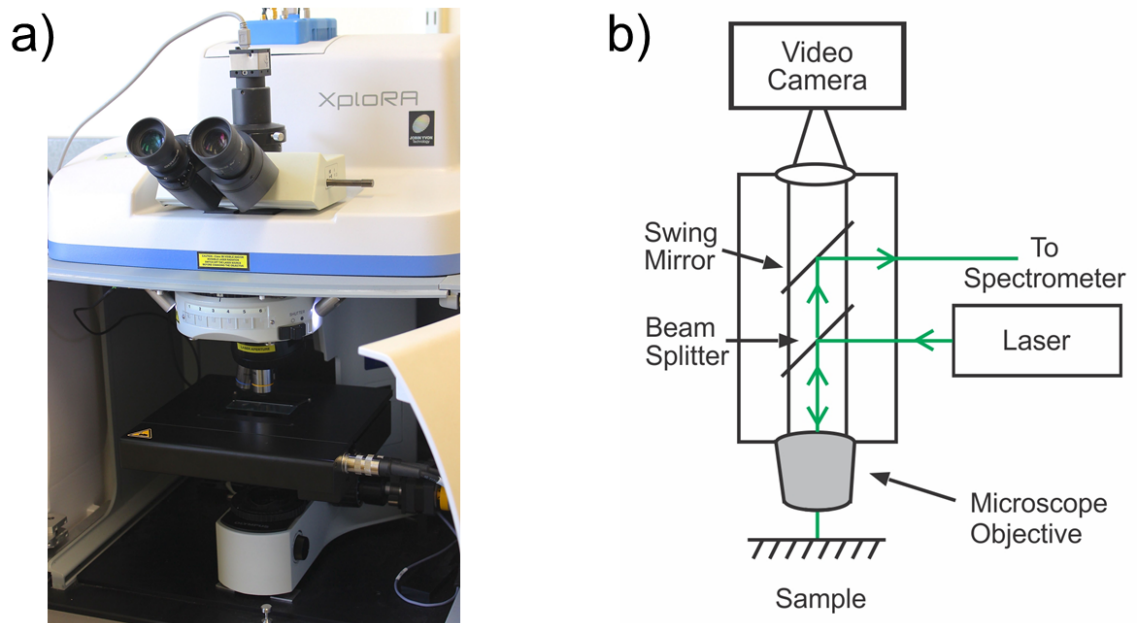 a)
XploRA
b)
Video
Camera
Swing
Mirror
To
Spectrometer
Beam
Splitter
Laser
Microscope
Objective
Sample